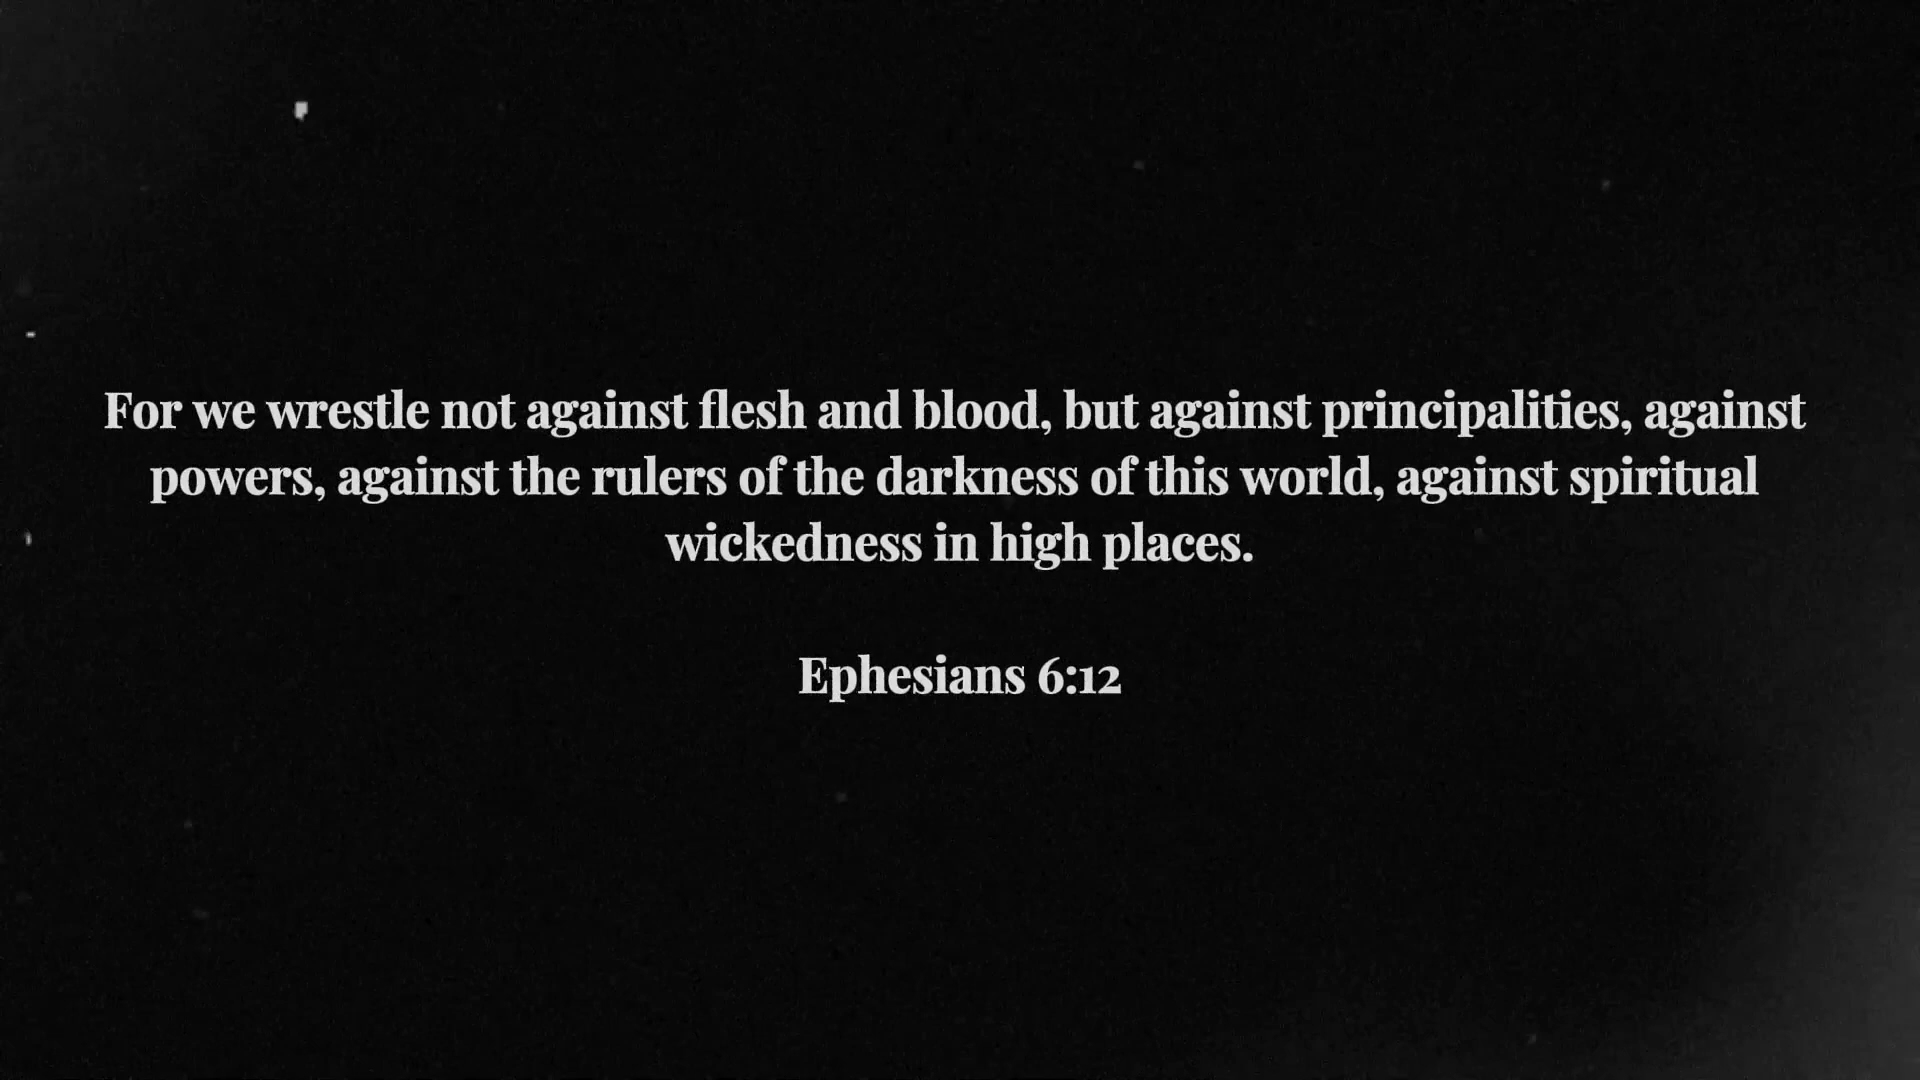 For we wrestle not against flesh and blood, but against principalities, against
powers, against the rulers of the darkness of this world, against spiritual
wickedness in high places.
Ephesians 6:12